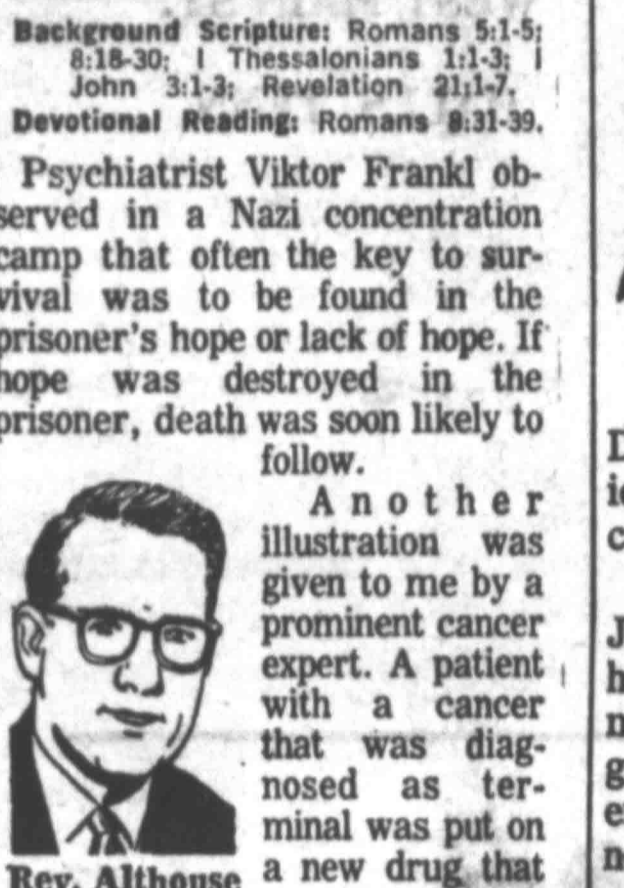 Background Scripture: Romans 5:1-5;
8:18-30; I Thessalonians 1:1-3; I
John 3:1-3; Revelation 21:1-7.
Devotional Reading: Romans 8:31-39.
Psychiatrist Viktor Frankl ob-
served in a Nazi concentration
camp that often the key to sur-
vival was to be found in the
prisoner's hope or lack of hope. If
hope was destroyed in the
prisoner, death was soon likely to
follow.
Another
illustration was
given to me by a
prominent cancer
expert. A patient
with a cancer
that was diag-
nosed as ter-
minal was put on
a new drug that
Rev. Althouse